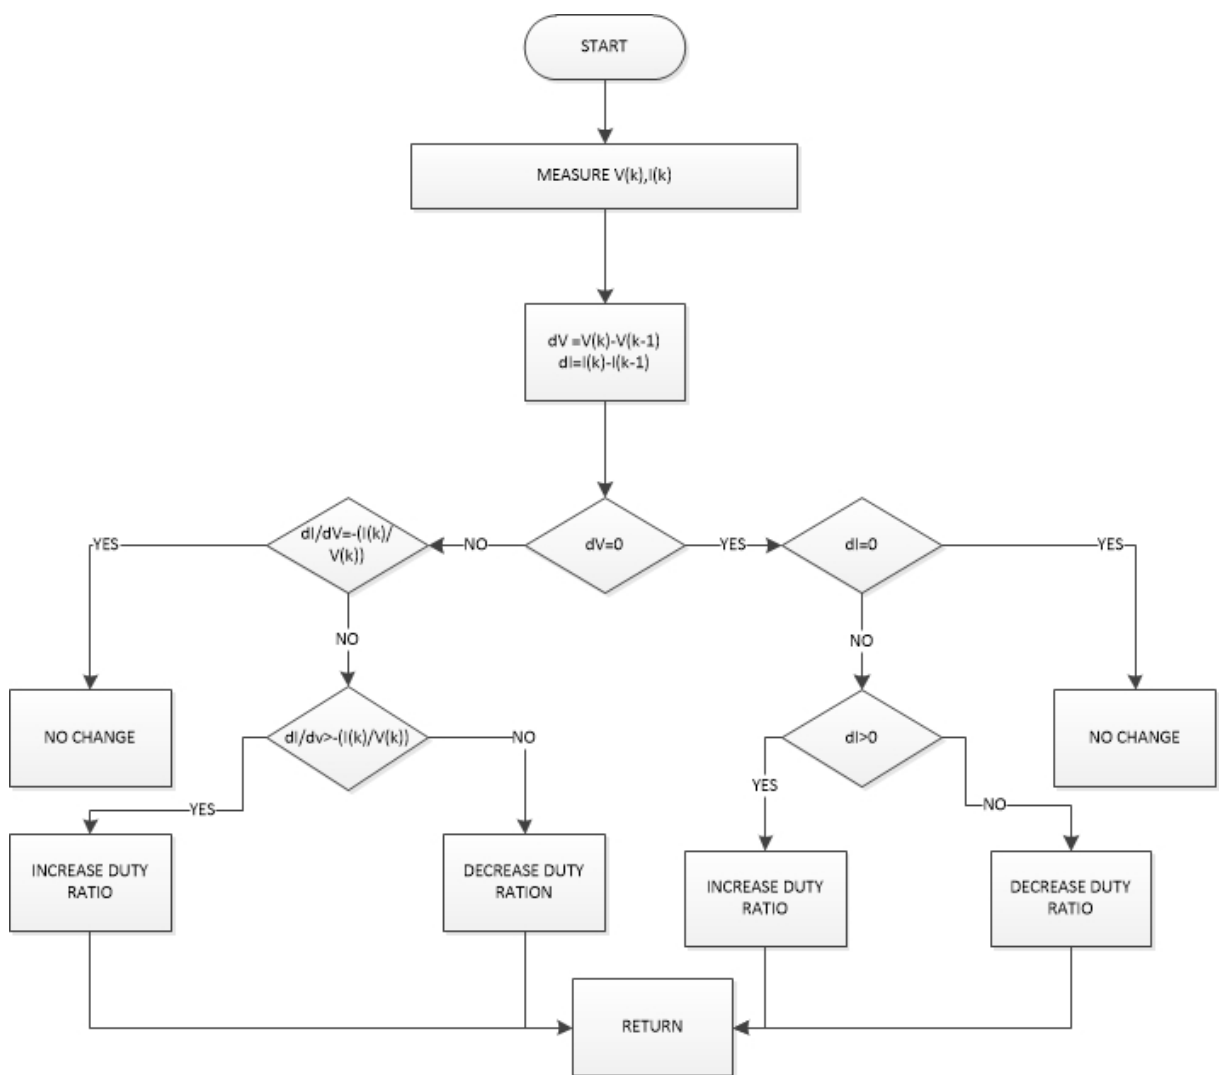 START
MEASURE V(k),I(k)
dV =V(k)-V(k-1)
dI=I(k)-I(k-1)
dI/dV=-(I(k)/
V(k))
YES
NO
dV=0
YES
dI=0
YES
NO
NO
NO CHANGE
dI/dv>-(I(k)/V(k))
NO
dI>0
NO CHANGE
YES
YES
NO
INCREASE DUTY
RATIO
DECREASE DUTY
RATION
INCREASE DUTY
RATIO
DECREASE DUTY
RATIO
RETURN